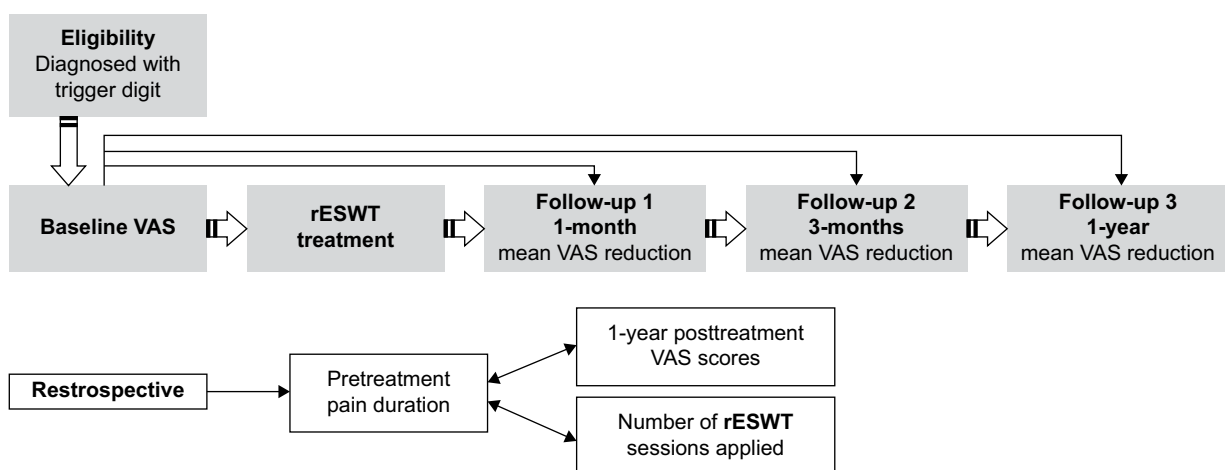 Eligibility
Diagnosed with
trigger digit
Baseline VAS
rESWT
treatment
Follow-up 1
1-month
mean VAS reduction
Follow-up 2
3-months
mean VAS reduction
Follow-up 3
1-year
mean VAS reduction
Restrospective
Pretreatment
pain duration
1-year posttreatment
VAS scores
Number of rESWT
sessions applied